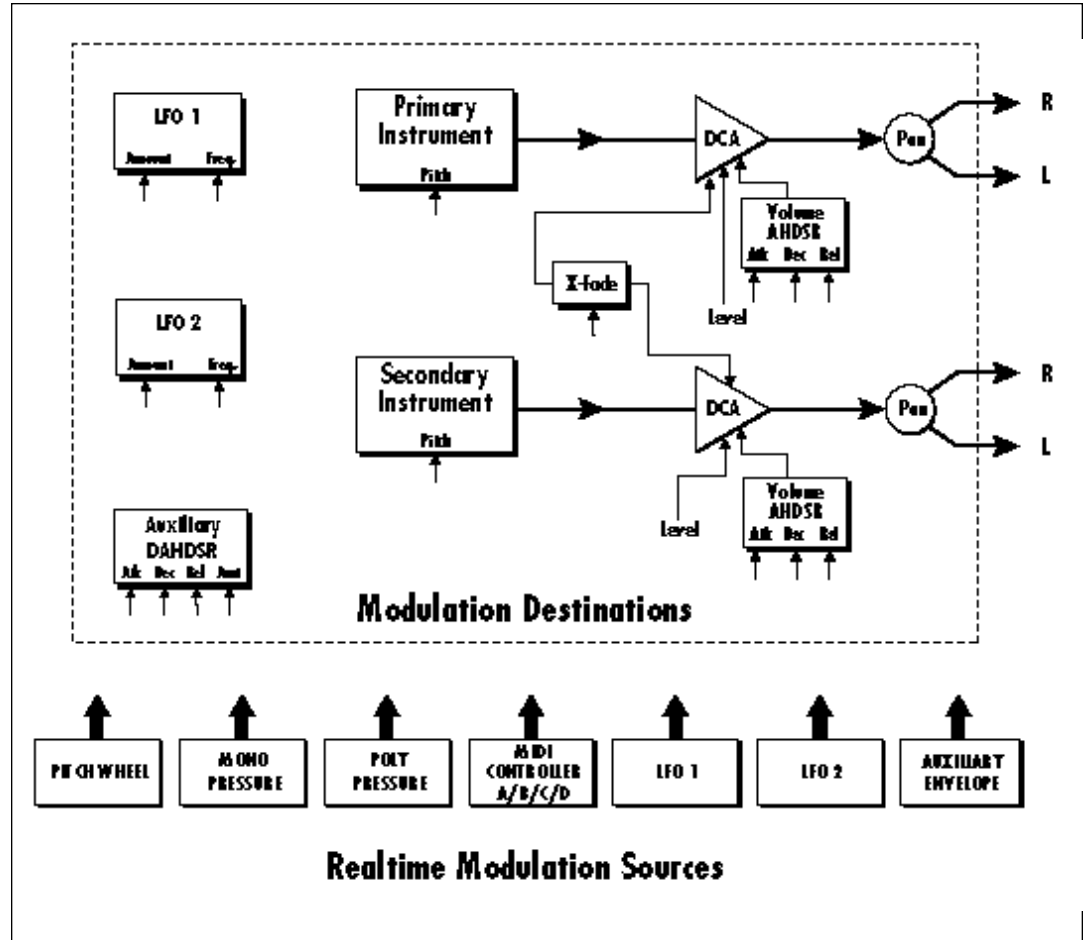 LFO 1
Amount Freq.
Primary
Instrument
Pitch
DCA
Pan
R
L
Volume
AHDSR
Atk Dec Rel
X-fade
Level
LFO 2
Amount Freq.
Secondary
Instrument
Pitch
DCA
Pan
R
L
Volume
AHDSR
Atk Dec Rel
Level
Auxiliary
DAHDSR
Atk Dec Rel Amt
Modulation Destinations
PITCH WHEEL
MONO
PRESSURE
POLY
PRESSURE
MIDI
CONTROLLER
A/B/C/D
LFO 1
LFO 2
AUXILIARY
ENVELOPE
Realtime Modulation Sources